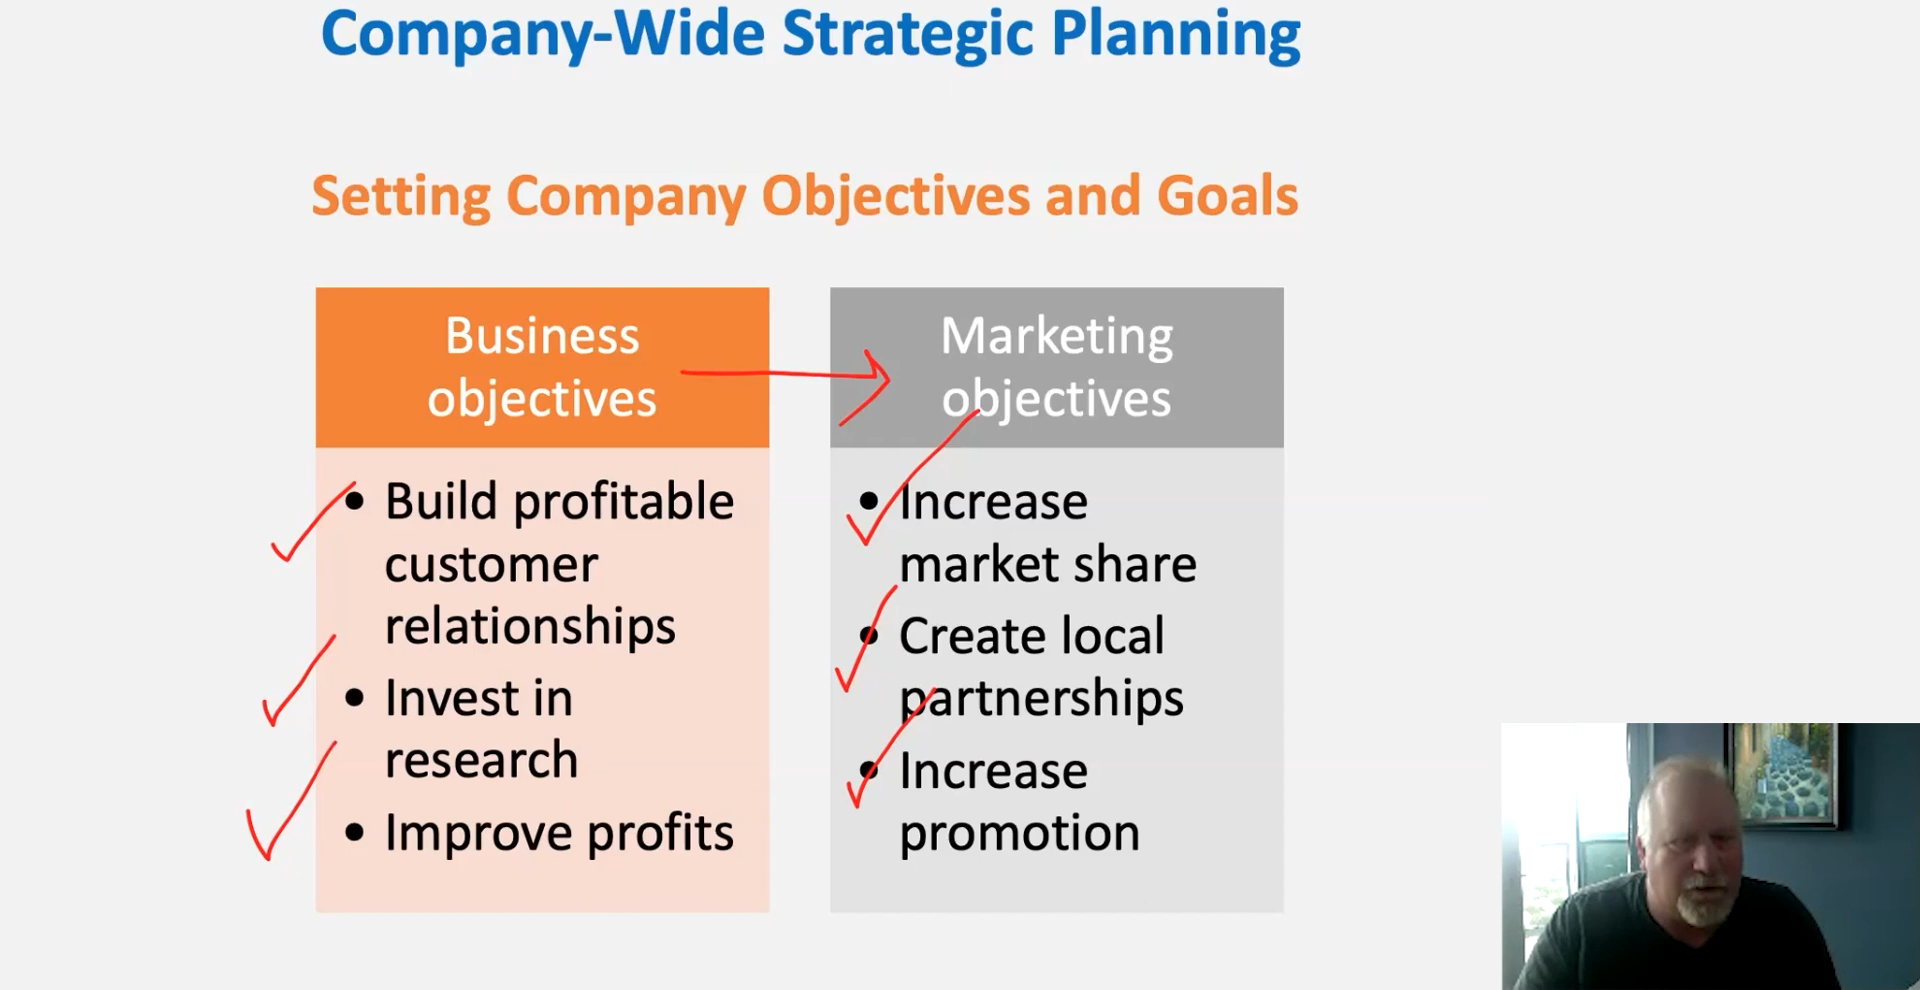 Company-Wide Strategic Planning
Setting Company Objectives and Goals
Business
objectives
• Build profitable
customer
relationships
• Invest in
research
• Improve profits
Marketing
objectives
• Increase
market share
• Create local
partnerships
• Increase
promotion